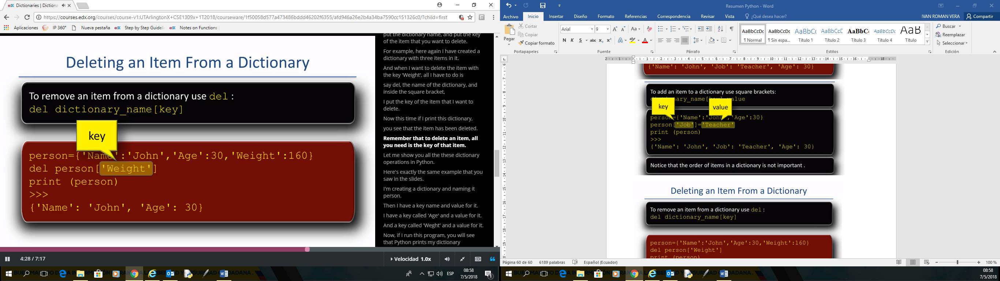 Dictionaries | Dictiona
https://courses.edx.org/courses/course-v1:UTArlingtonX+CSE1309x+1T2018/courseware/1f50058d577a473486bddd46202f6355/afd946a26e2b4a34ba7590cc151326c0/?child=first
Aplicaciones IP 360° Nueva pestaña Step by Step Guideli Notes on Functions
Deleting an Item From a Dictionary
To remove an item from a dictionary use del :
del dictionary_name[key]
key
person={'Name':'John','Age':30,'Weight':160}
del person['Weight']
print (person)
>>>
{'Name': 'John', 'Age': 30}
put the dictionary name, and put the key
of the item that you want to delete.
For example, here again I have created a
dictionary with three items in it.
And when I want to delete the item with
the key 'Weight', all I have to do is
say del, the name of the dictionary, and
inside the square bracket,
I put the key of the item that I want to
delete.
Now this time if I print this dictionary,
you see that the item has been deleted.
Remember that to delete an item, all
you need is the key of that item.
Let me show you all the these dictionary
operations in Python.
Here's exactly the same example that you
saw in the slides.
I'm creating a dictionary and naming it
person.
Then I have a key name and value for it.
I have a key called 'Age' and a value for it.
And a key called 'Weght' and a value for it.
Now, if I run this program, you will see
that Python prints my dictionary
4:28 / 7:17
Velocidad 1.0x
ESP
08:58
7/5/2018
Resumen Python - Word
Archivo Inicio Insertar Diseño Formato Referencias Correspondencia Revisar Vista ¿Qué desea hacer? IVAN ROMAN VERA Compartir
Pegar
Cortar
Copiar
Copiar formato
Portapapeles
Arial 9
N K S abc x₂ x²
Fuente
Párrafo
AaBbCcDc AaBbCcDc AaBbC( AaBbCcE AaBbC( AaBbCcDc AaB
¶ Normal ¶ Sin espa... Título 1 Título 2 Título 3 Título 4 Título
Estilos
Buscar
Reemplazar
Seleccionar
Edición
{'Name': 'John', 'Job': 'Teacher', 'Age': 30}
To add an item to a dictionary use square brackets:
key
value
person={'Name':'John','Age':30}
person['Job']='Teacher'
print (person)
>>>
{'Name': 'John', 'Job': 'Teacher', 'Age': 30}
Notice that the order of items in a dictionary is not important .
Deleting an Item From a Dictionary
To remove an item from a dictionary use del :
del dictionary_name[key]
person={'Name':'John','Age':30,'Weight':160}
del person['Weight']
print (person)
Página 60 de 60 6189 palabras Español (Ecuador) 100 %
08:58
7/5/2018